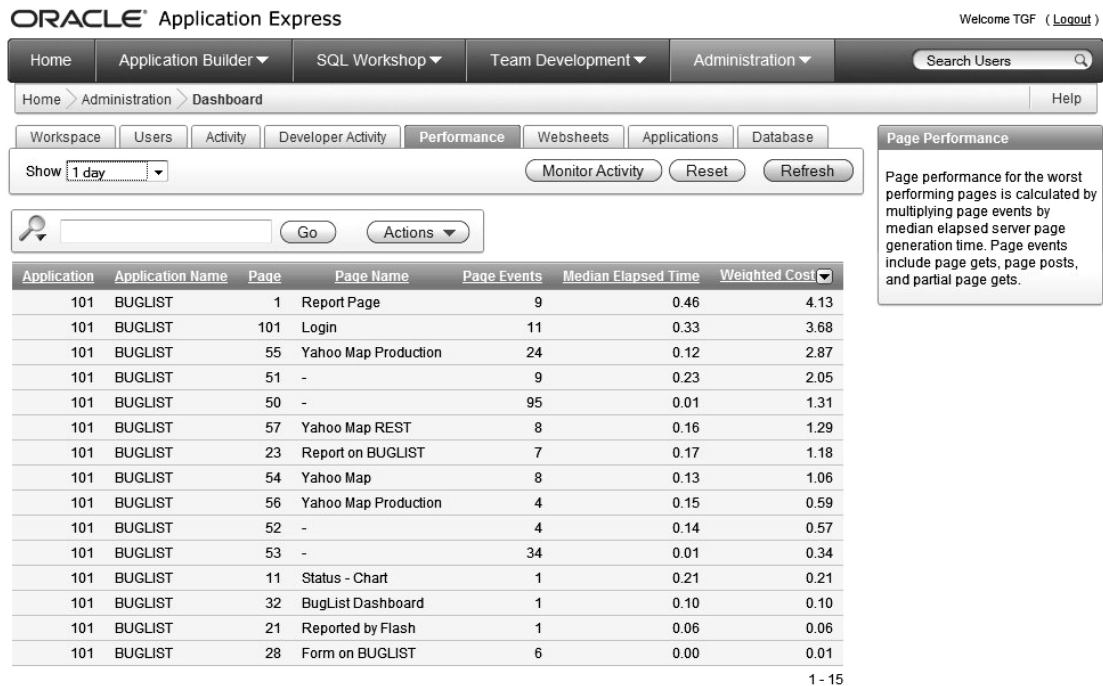 ORACLE Application Express
Welcome TGF ( Logout )
Home Application Builder SQL Workshop Team Development Administration Search Users
Home Administration Dashboard Help
Workspace Users Activity Developer Activity Performance Websheets Applications Database
Show 1 day Monitor Activity Reset Refresh
Go Actions
Page Performance
Page performance for the worst
performing pages is calculated by
multiplying page events by
median elapsed server page
generation time. Page events
include page gets, page posts,
and partial page gets.
Application Application Name Page Page Name Page Events Median Elapsed Time Weighted Cost
101 BUGLIST 1 Report Page 9 0.46 4.13
101 BUGLIST 101 Login 11 0.33 3.68
101 BUGLIST 55 Yahoo Map Production 24 0.12 2.87
101 BUGLIST 51 - 9 0.23 2.05
101 BUGLIST 50 - 95 0.01 1.31
101 BUGLIST 57 Yahoo Map REST 8 0.16 1.29
101 BUGLIST 23 Report on BUGLIST 7 0.17 1.18
101 BUGLIST 54 Yahoo Map 8 0.13 1.06
101 BUGLIST 56 Yahoo Map Production 4 0.15 0.59
101 BUGLIST 52 - 4 0.14 0.57
101 BUGLIST 53 - 34 0.01 0.34
101 BUGLIST 11 Status - Chart 1 0.21 0.21
101 BUGLIST 32 BugList Dashboard 1 0.10 0.10
101 BUGLIST 21 Reported by Flash 1 0.06 0.06
101 BUGLIST 28 Form on BUGLIST 6 0.00 0.01
1 - 15